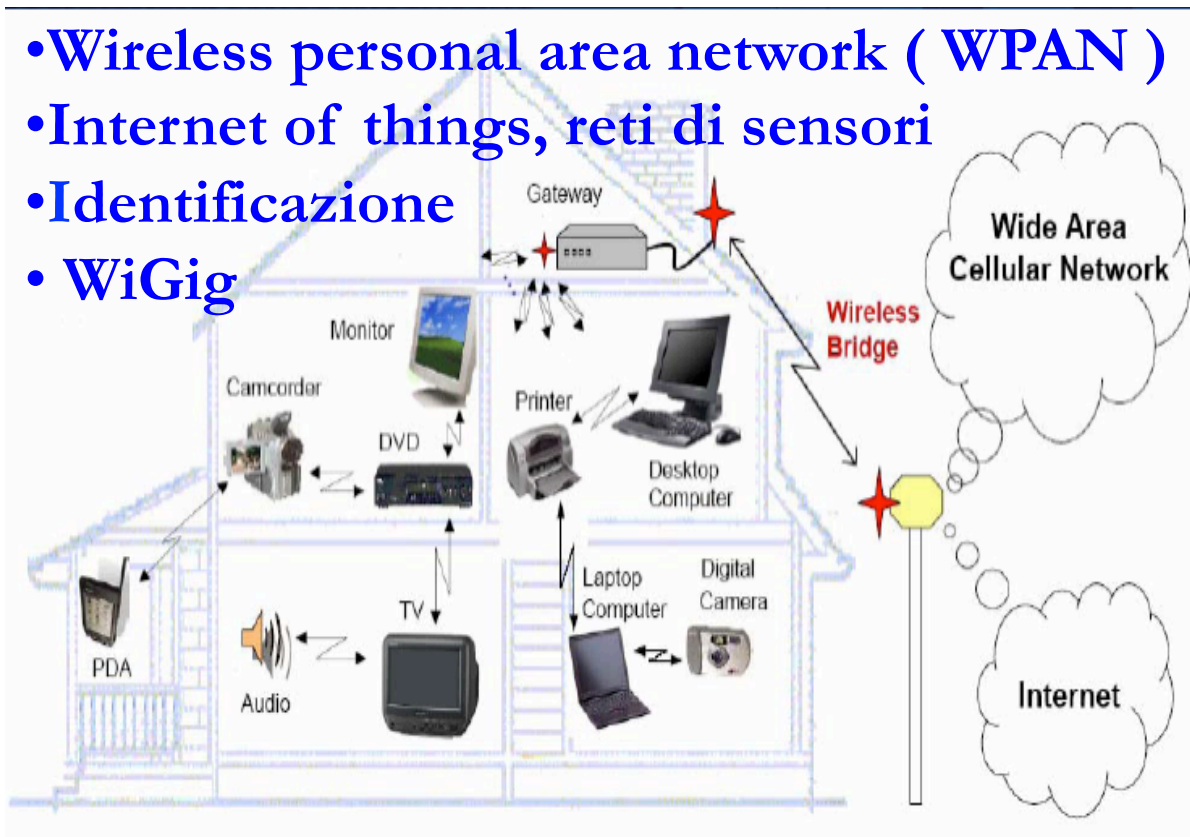 •Wireless personal area network ( WPAN )
•Internet of things, reti di sensori
•Identificazione
• WiGig
Gateway
Wide Area
Cellular Network
Wireless
Bridge
Monitor
Camcorder
Printer
DVD
Desktop
Computer
Laptop
Computer
Digital
Camera
TV
PDA
Audio
Internet